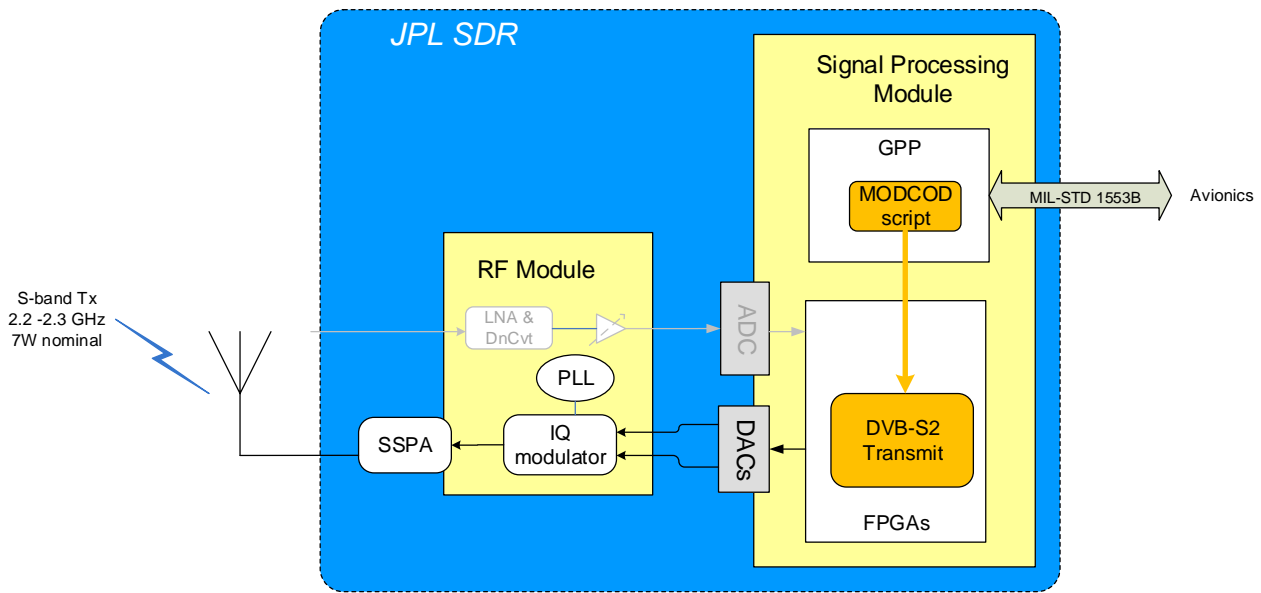 JPL SDR
Signal Processing
Module
GPP
MODCOD
script
MIL-STD 1553B
Avionics
RF Module
S-band Tx
2.2 -2.3 GHz
7W nominal
LNA &
DnCvt
ADC
PLL
SSPA
IQ
modulator
DACs
DVB-S2
Transmit
FPGAs